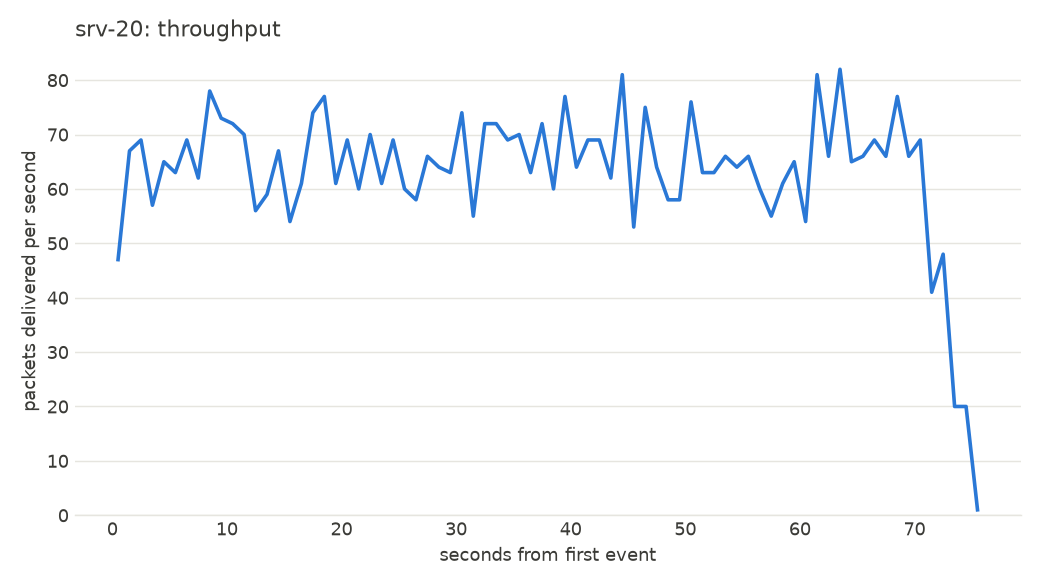 srv-20: throughput
packets delivered per second
80
70
60
50
40
30
20
10
0
0 10 20 30 40 50 60 70
seconds from first event